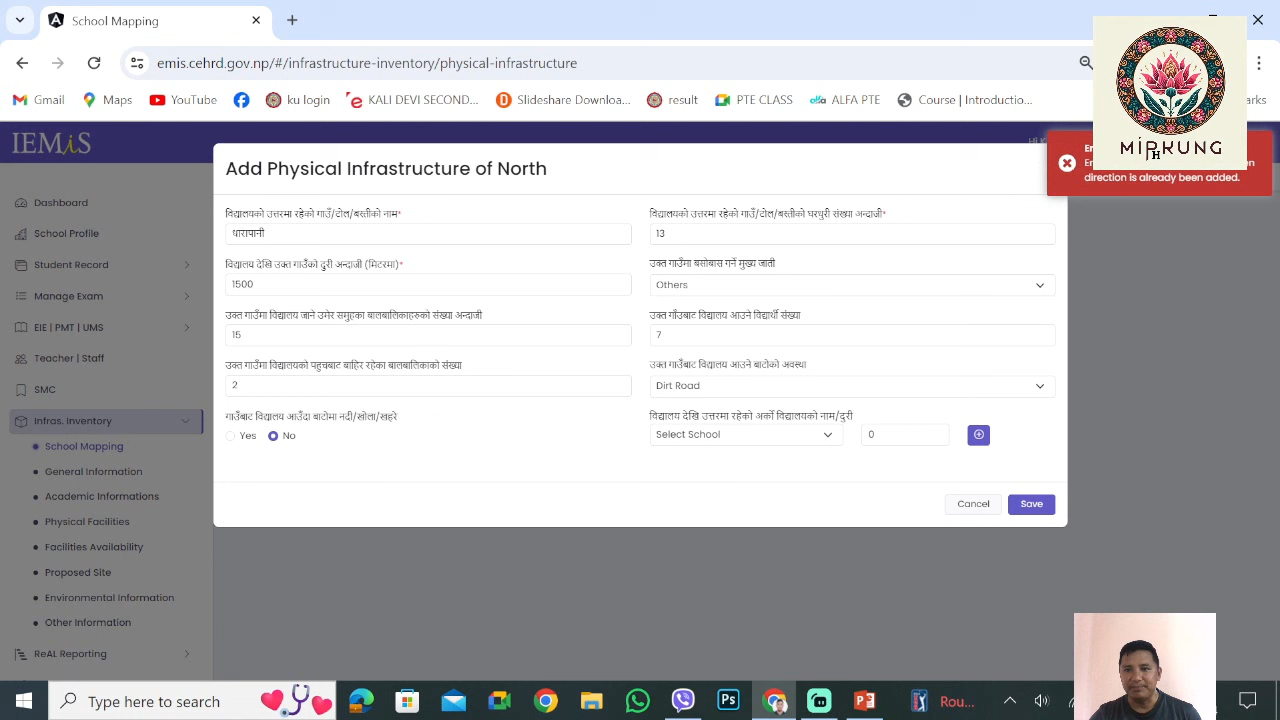 School Mapping
emis.cehrd.gov.np/#/infrastructure-inventory/physical-infrastructure
Gmail
Maps
YouTube
ku login
KALI DEVI SECOND...
Slideshare Downloa...
result
PTE CLASS
ALFA PTE
Course | Introductio...
IEMIS
MIRKUNG
direction is already been added.
Add Physical Infrastructure of North
विद्यालयको उत्तरमा रहेको गाउँ/टोल/बस्तीको नाम*
धारापानी
विद्यालयको उत्तरमा रहेको गाउँ/टोल/बस्तीको घरधुरी संख्या अन्दाजी*
13
विद्यालय देखि उक्त गाउँको दुरी अन्दाजी (मिटरमा)*
1500
उक्त गाउँमा बसोबास गर्ने मुख्य जाती
Others
उक्त गाउँमा विद्यालय जाने उमेर समुहका बालबालिकाहरुको संख्या अन्दाजी
15
उक्त गाँउबाट विद्यालय आउने विद्यार्थी संख्या
7
उक्त गाउँमा विद्यालयको पहुचबाट बाहिर रहेका बालबालिकाको संख्या
2
उक्त गाउँबाट विद्यालय आउने बाटोको अवस्था
Dirt Road
गाउँबाट विद्यालय आउँदा बाटोमा नदी/खोला/खहरे
Yes No
विद्यालय देखि उत्तरमा रहेको अर्को विद्यालयको नाम/दुरी
Select School
0
Cancel
Save
Dashboard
School Profile
Student Record
Manage Exam
EIE | PMT | UMS
Teacher | Staff
SMC
Infras. Inventory
School Mapping
General Information
Academic Informations
Physical Facilities
Facilities Availability
Proposed Site
Environmental Information
Other Information
ReAL Reporting
Type here to search
Ps
Rou...